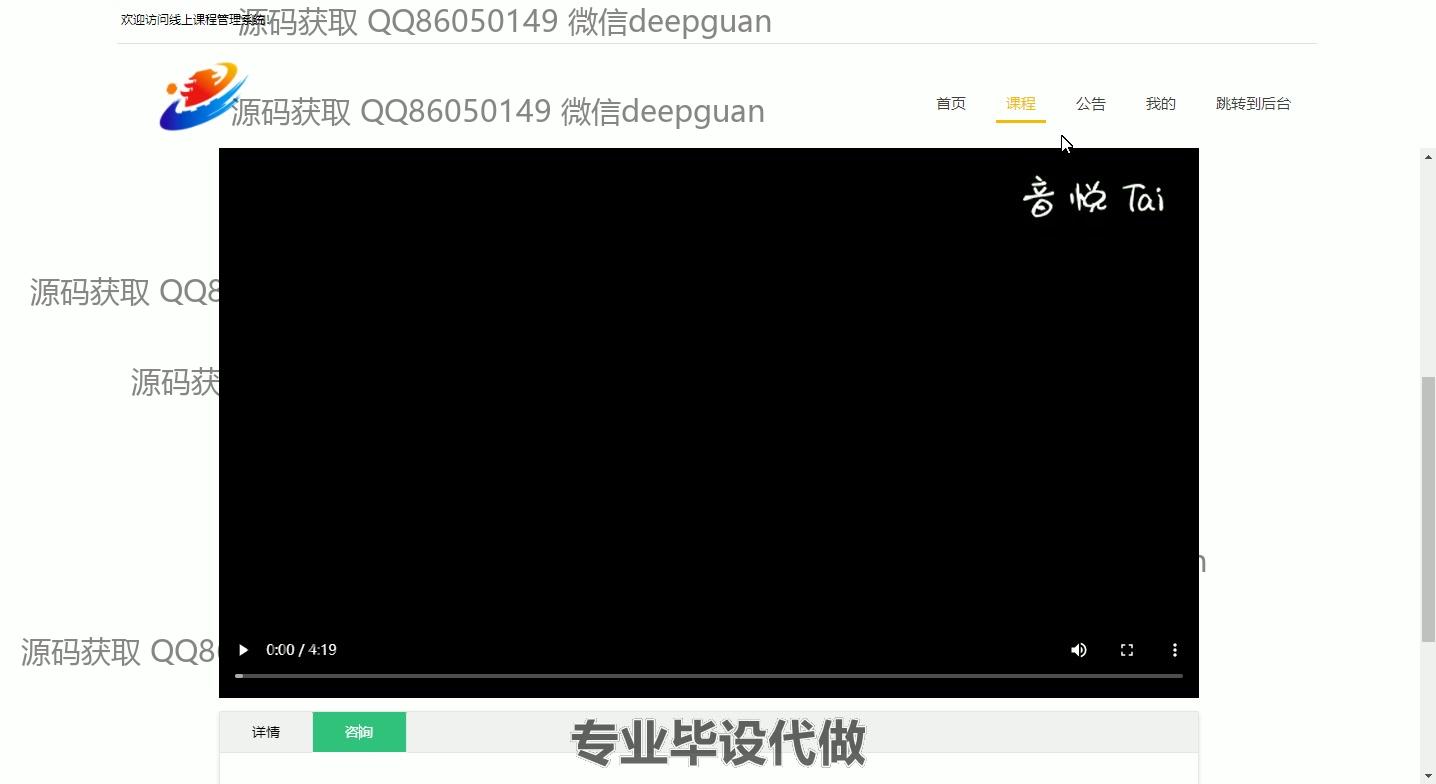 欢迎访问线上课程管理系统
源码获取 QQ86050149 微信deepguan
源码获取 QQ86050149 微信deepguan
首页 课程 公告 我的 跳转到后台
音悦Tai
源码获取 QQ8
源码获
n
源码获取 QQ8
0:00 / 4:19
详情 咨询
专业毕设代做